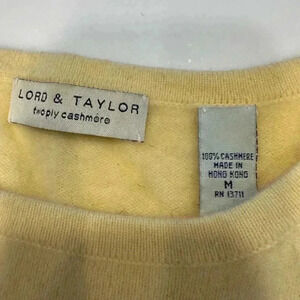 LORD & TAYLOR
twoply cashmere
100% CASHMERE
MADE IN
HONG KONG
M
RN 13711